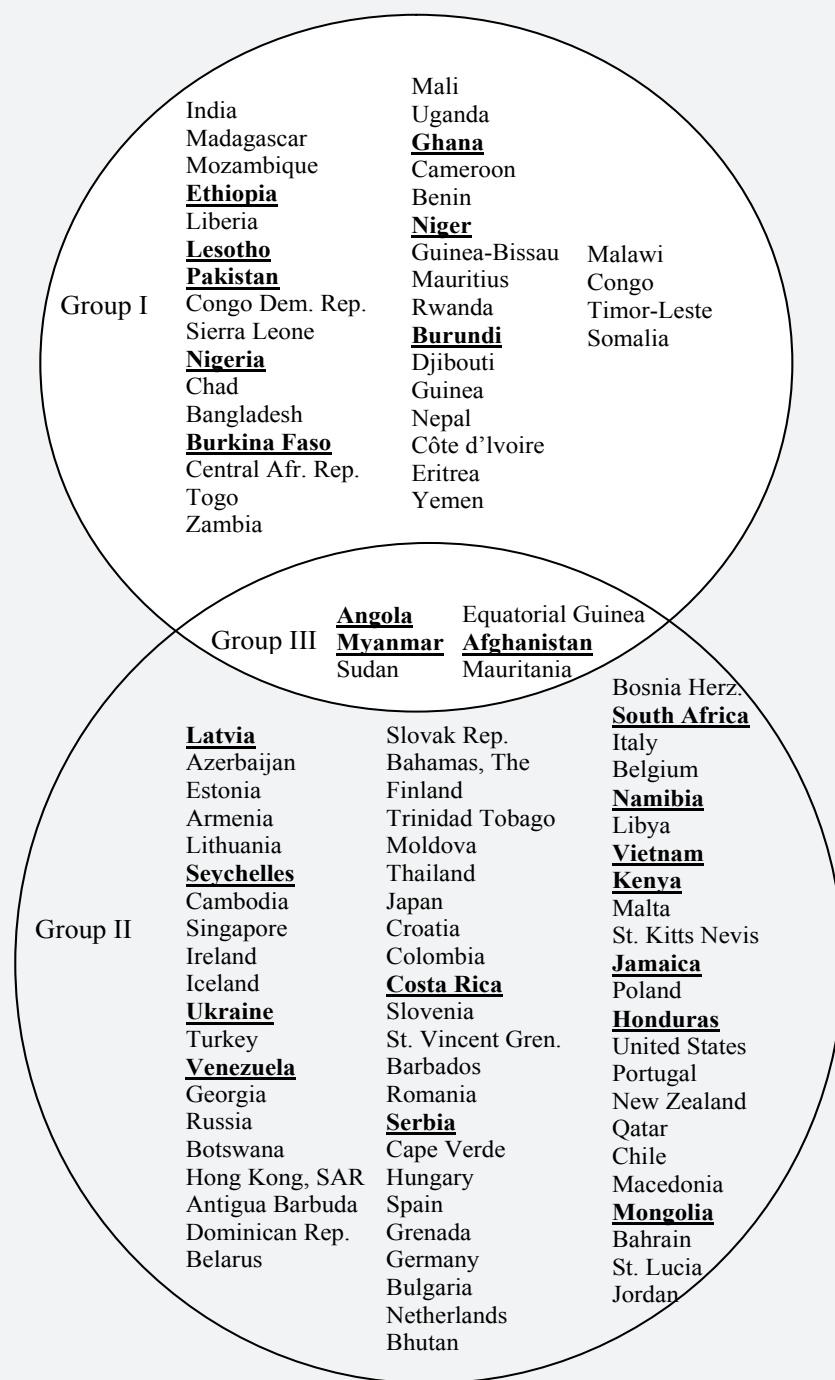 Group I
India
Madagascar
Mozambique
Ethiopia
Liberia
Lesotho
Pakistan
Congo Dem. Rep.
Sierra Leone
Nigeria
Chad
Bangladesh
Burkina Faso
Central Afr. Rep.
Togo
Zambia
Mali
Uganda
Ghana
Cameroon
Benin
Niger
Guinea-Bissau
Mauritius
Rwanda
Burundi
Djibouti
Guinea
Nepal
Côte d’lvoire
Eritrea
Yemen
Malawi
Congo
Timor-Leste
Somalia
Group III
Angola
Myanmar
Sudan
Equatorial Guinea
Afghanistan
Mauritania
Group II
Latvia
Azerbaijan
Estonia
Armenia
Lithuania
Seychelles
Cambodia
Singapore
Ireland
Iceland
Ukraine
Turkey
Venezuela
Georgia
Russia
Botswana
Hong Kong, SAR
Antigua Barbuda
Dominican Rep.
Belarus
Slovak Rep.
Bahamas, The
Finland
Trinidad Tobago
Moldova
Thailand
Japan
Croatia
Colombia
Costa Rica
Slovenia
St. Vincent Gren.
Barbados
Romania
Serbia
Cape Verde
Hungary
Spain
Grenada
Germany
Bulgaria
Netherlands
Bhutan
Bosnia Herz.
South Africa
Italy
Belgium
Namibia
Libya
Vietnam
Kenya
Malta
St. Kitts Nevis
Jamaica
Poland
Honduras
United States
Portugal
New Zealand
Qatar
Chile
Macedonia
Mongolia
Bahrain
St. Lucia
Jordan